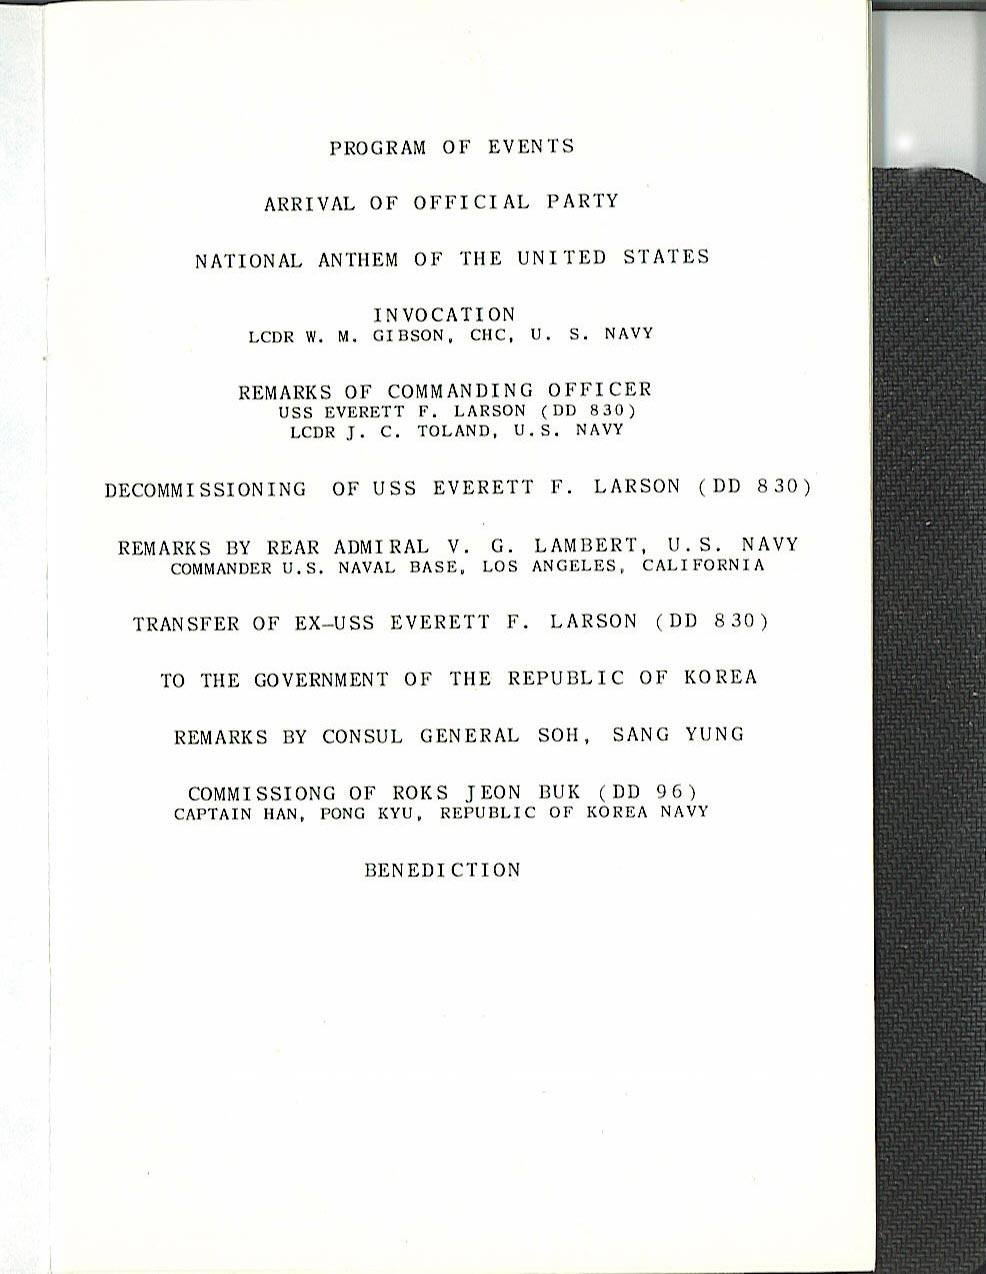 PROGRAM OF EVENTS
ARRIVAL OF OFFICIAL PARTY
NATIONAL ANTHEM OF THE UNITED STATES
INVOCATION
LCDR W. M. GIBSON, CHC, U. S. NAVY
REMARKS OF COMMANDING OFFICER
USS EVERETT F. LARSON (DD 830)
LCDR J. C. TOLAND, U.S. NAVY
DECOMMISSIONING OF USS EVERETT F. LARSON (DD 830)
REMARKS BY REAR ADMIRAL V. G. LAMBERT, U.S. NAVY
COMMANDER U.S. NAVAL BASE, LOS ANGELES, CALIFORNIA
TRANSFER OF EX-USS EVERETT F. LARSON (DD 830)
TO THE GOVERNMENT OF THE REPUBLIC OF KOREA
REMARKS BY CONSUL GENERAL SOH, SANG YUNG
COMMISSIONG OF ROKS JEON BUK (DD 96)
CAPTAIN HAN, PONG KYU, REPUBLIC OF KOREA NAVY
BENEDICTION